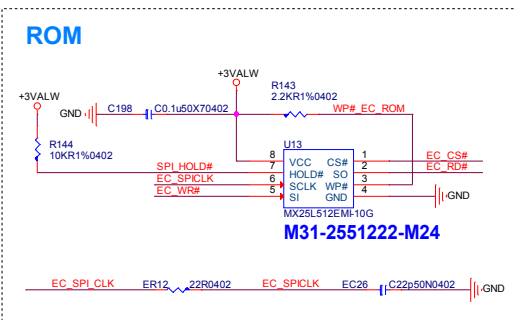 ROM
+3VALW
R143
2.2KR1%0402
+3VALW
GND
C198
C0.1u50X70402
WP#_EC_ROM
R144
10KR1%0402
U13
SPI_HOLD#
EC_SPICLK
EC_WR#
8
7
6
5
VCC
HOLD#
SCLK
SI
CS#
SO
WP#
GND
1
2
3
4
EC_CS#
EC_RD#
GND
MX25L512EMI-10G
M31-2551222-M24
EC_SPI_CLK
ER12
22R0402
EC_SPICLK
EC26
C22p50N0402
GND